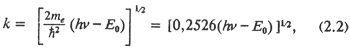 k = [ 2mₑ/ħ² (hν − E₀) ]^1/2 = [0,2526(hν − E₀) ]^1/2, (2.2)